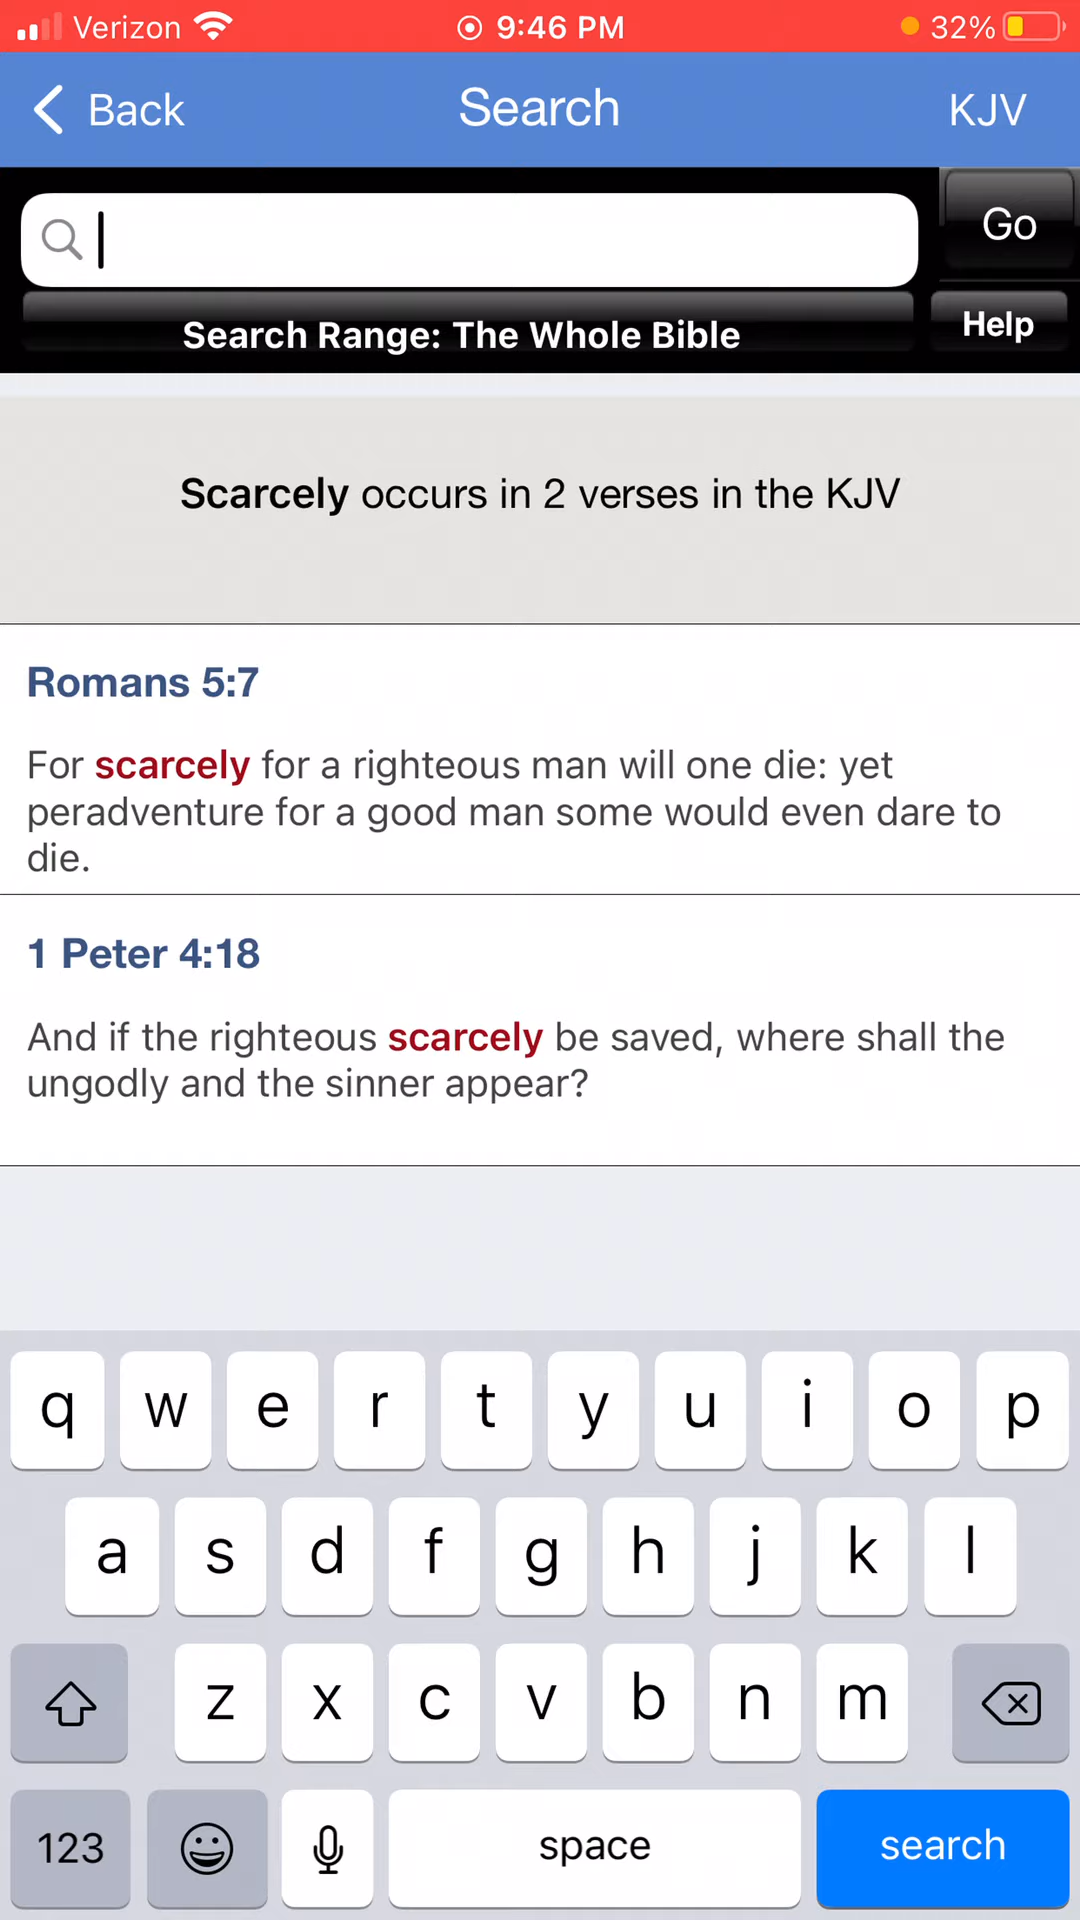 Verizon 9:46 PM 32%
Back Search KJV
Go
Search Range: The Whole Bible Help
Scarcely occurs in 2 verses in the KJV
Romans 5:7
For scarcely for a righteous man will one die: yet
peradventure for a good man some would even dare to
die.
1 Peter 4:18
And if the righteous scarcely be saved, where shall the
ungodly and the sinner appear?
q w e r t y u i o p
a s d f g h j k l
z x c v b n m
123 space search